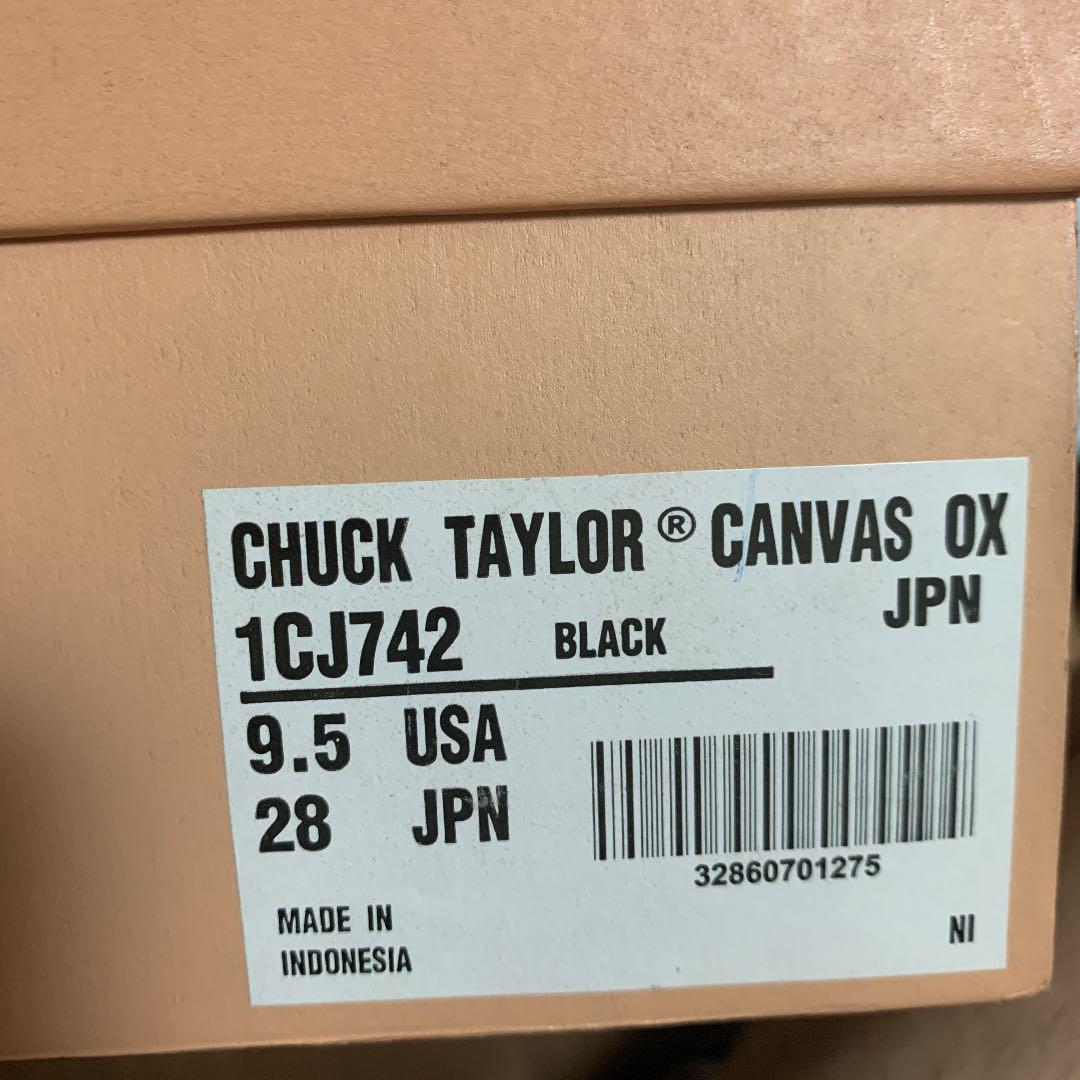 CHUCK TAYLOR® CANVAS OX
JPN
1CJ742 BLACK
9.5 USA
28 JPN
32860701275
MADE IN
INDONESIA
NI